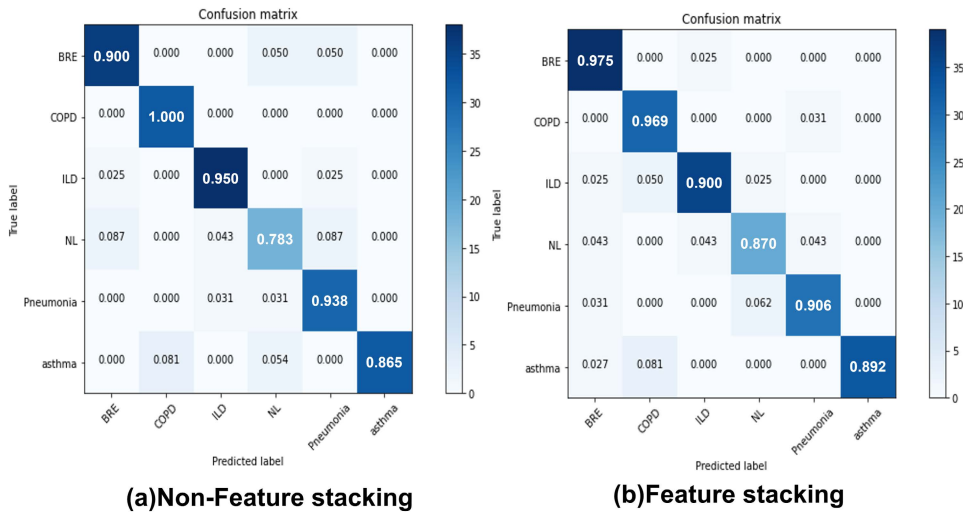 Confusion matrix
BRE 0.900 0.000 0.000 0.050 0.050 0.000
COPD 0.000 1.000 0.000 0.000 0.000 0.000
ILD 0.025 0.000 0.950 0.000 0.025 0.000
NL 0.087 0.000 0.043 0.783 0.087 0.000
Pneumonia 0.000 0.000 0.031 0.031 0.938 0.000
asthma 0.000 0.081 0.000 0.054 0.000 0.865
BRE COPD ILD NL Pneumonia asthma
True label
Predicted label
35
30
25
20
15
10
5
0
(a)Non-Feature stacking
Confusion matrix
BRE 0.975 0.000 0.025 0.000 0.000 0.000
COPD 0.000 0.969 0.000 0.000 0.031 0.000
ILD 0.025 0.050 0.900 0.025 0.000 0.000
NL 0.043 0.000 0.043 0.870 0.043 0.000
Pneumonia 0.031 0.000 0.000 0.062 0.906 0.000
asthma 0.027 0.081 0.000 0.000 0.000 0.892
BRE COPD ILD NL Pneumonia asthma
True label
Predicted label
35
30
25
20
15
10
5
0
(b)Feature stacking